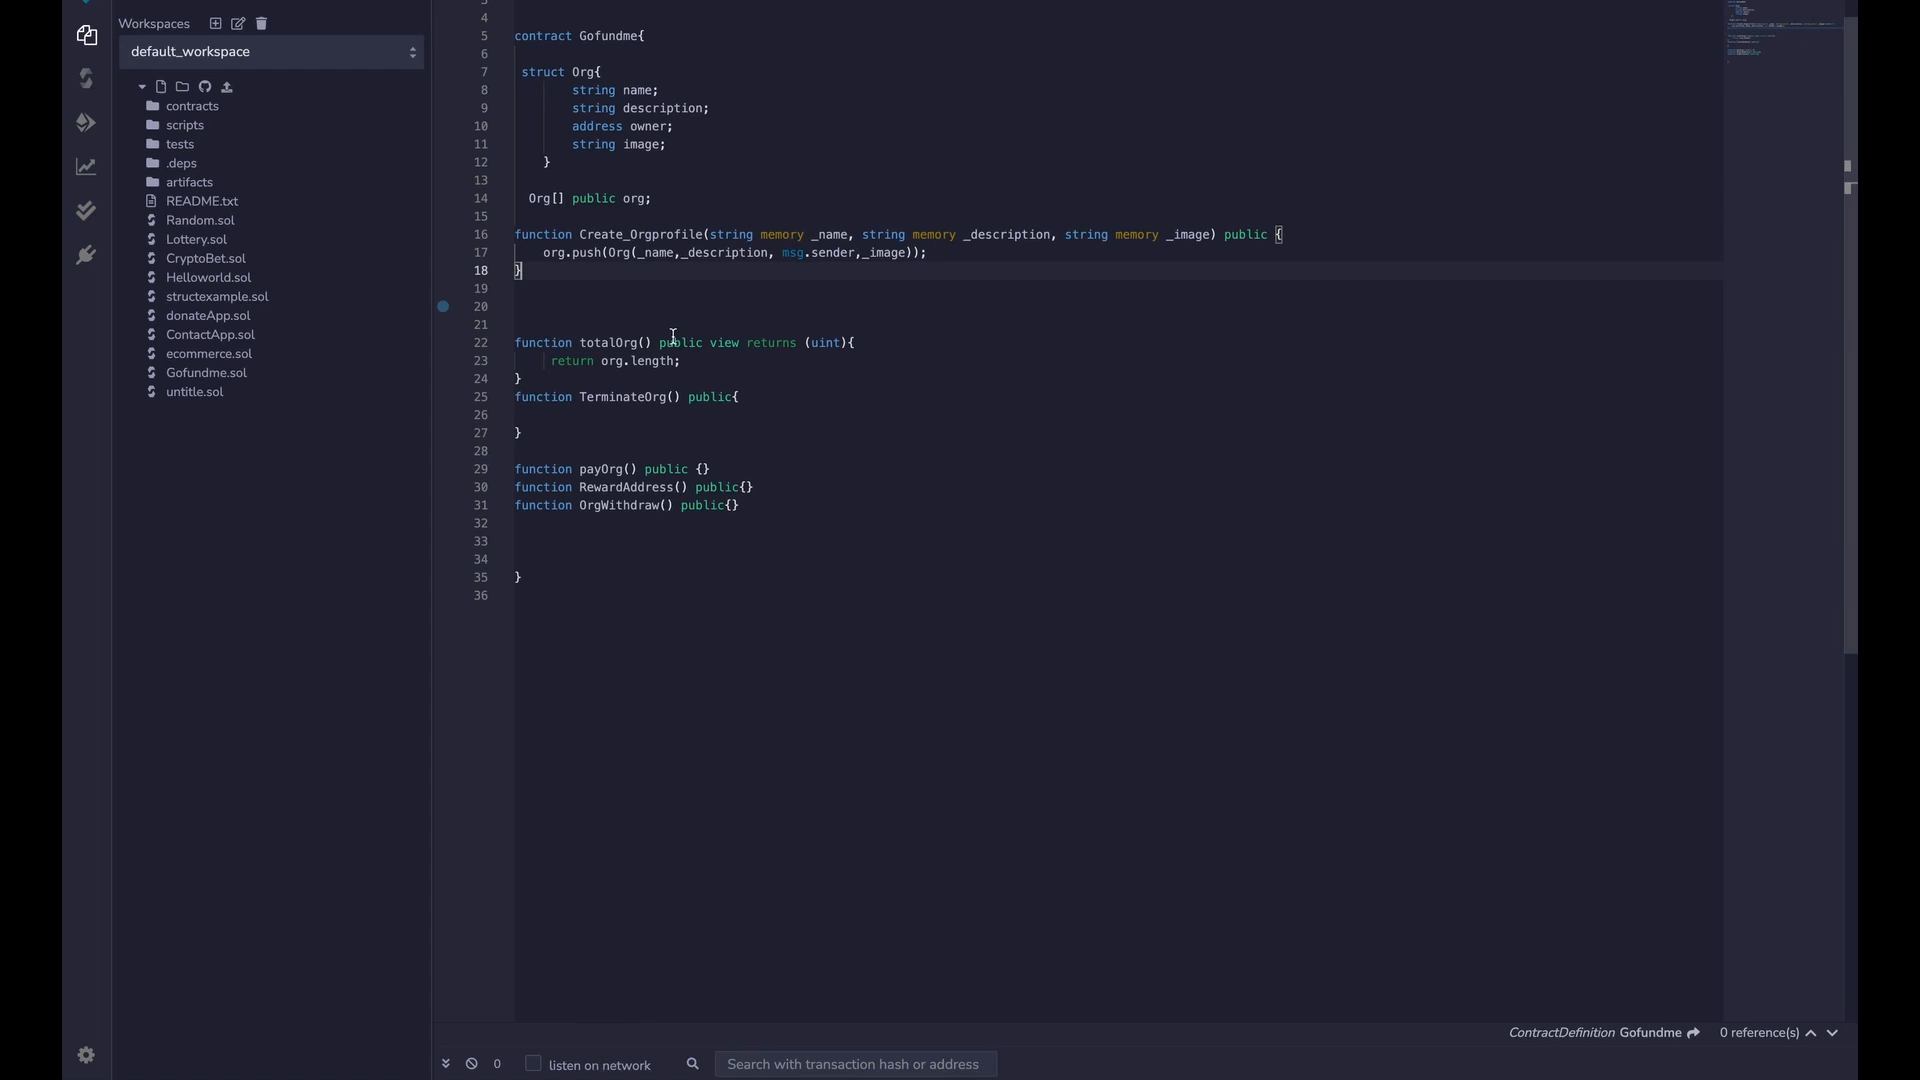 Workspaces
default_workspace
contracts
scripts
tests
.deps
artifacts
README.txt
Random.sol
Lottery.sol
CryptoBet.sol
Helloworld.sol
structexample.sol
donateApp.sol
ContactApp.sol
ecommerce.sol
Gofundme.sol
untitle.sol
4
5 contract Gofundme{
6
7 struct Org{
8 string name;
9 string description;
10 address owner;
11 string image;
12 }
13
14 Org[] public org;
15
16 function Create_Orgprofile(string memory _name, string memory _description, string memory _image) public {
17 org.push(Org(_name,_description, msg.sender,_image));
18 }
19
20
21
22 function totalOrg() public view returns (uint){
23 return org.length;
24 }
25 function TerminateOrg() public{
26
27 }
28
29 function payOrg() public {}
30 function RewardAddress() public{}
31 function OrgWithdraw() public{}
32
33
34
35 }
36
ContractDefinition Gofundme 0 reference(s)
0 listen on network Search with transaction hash or address